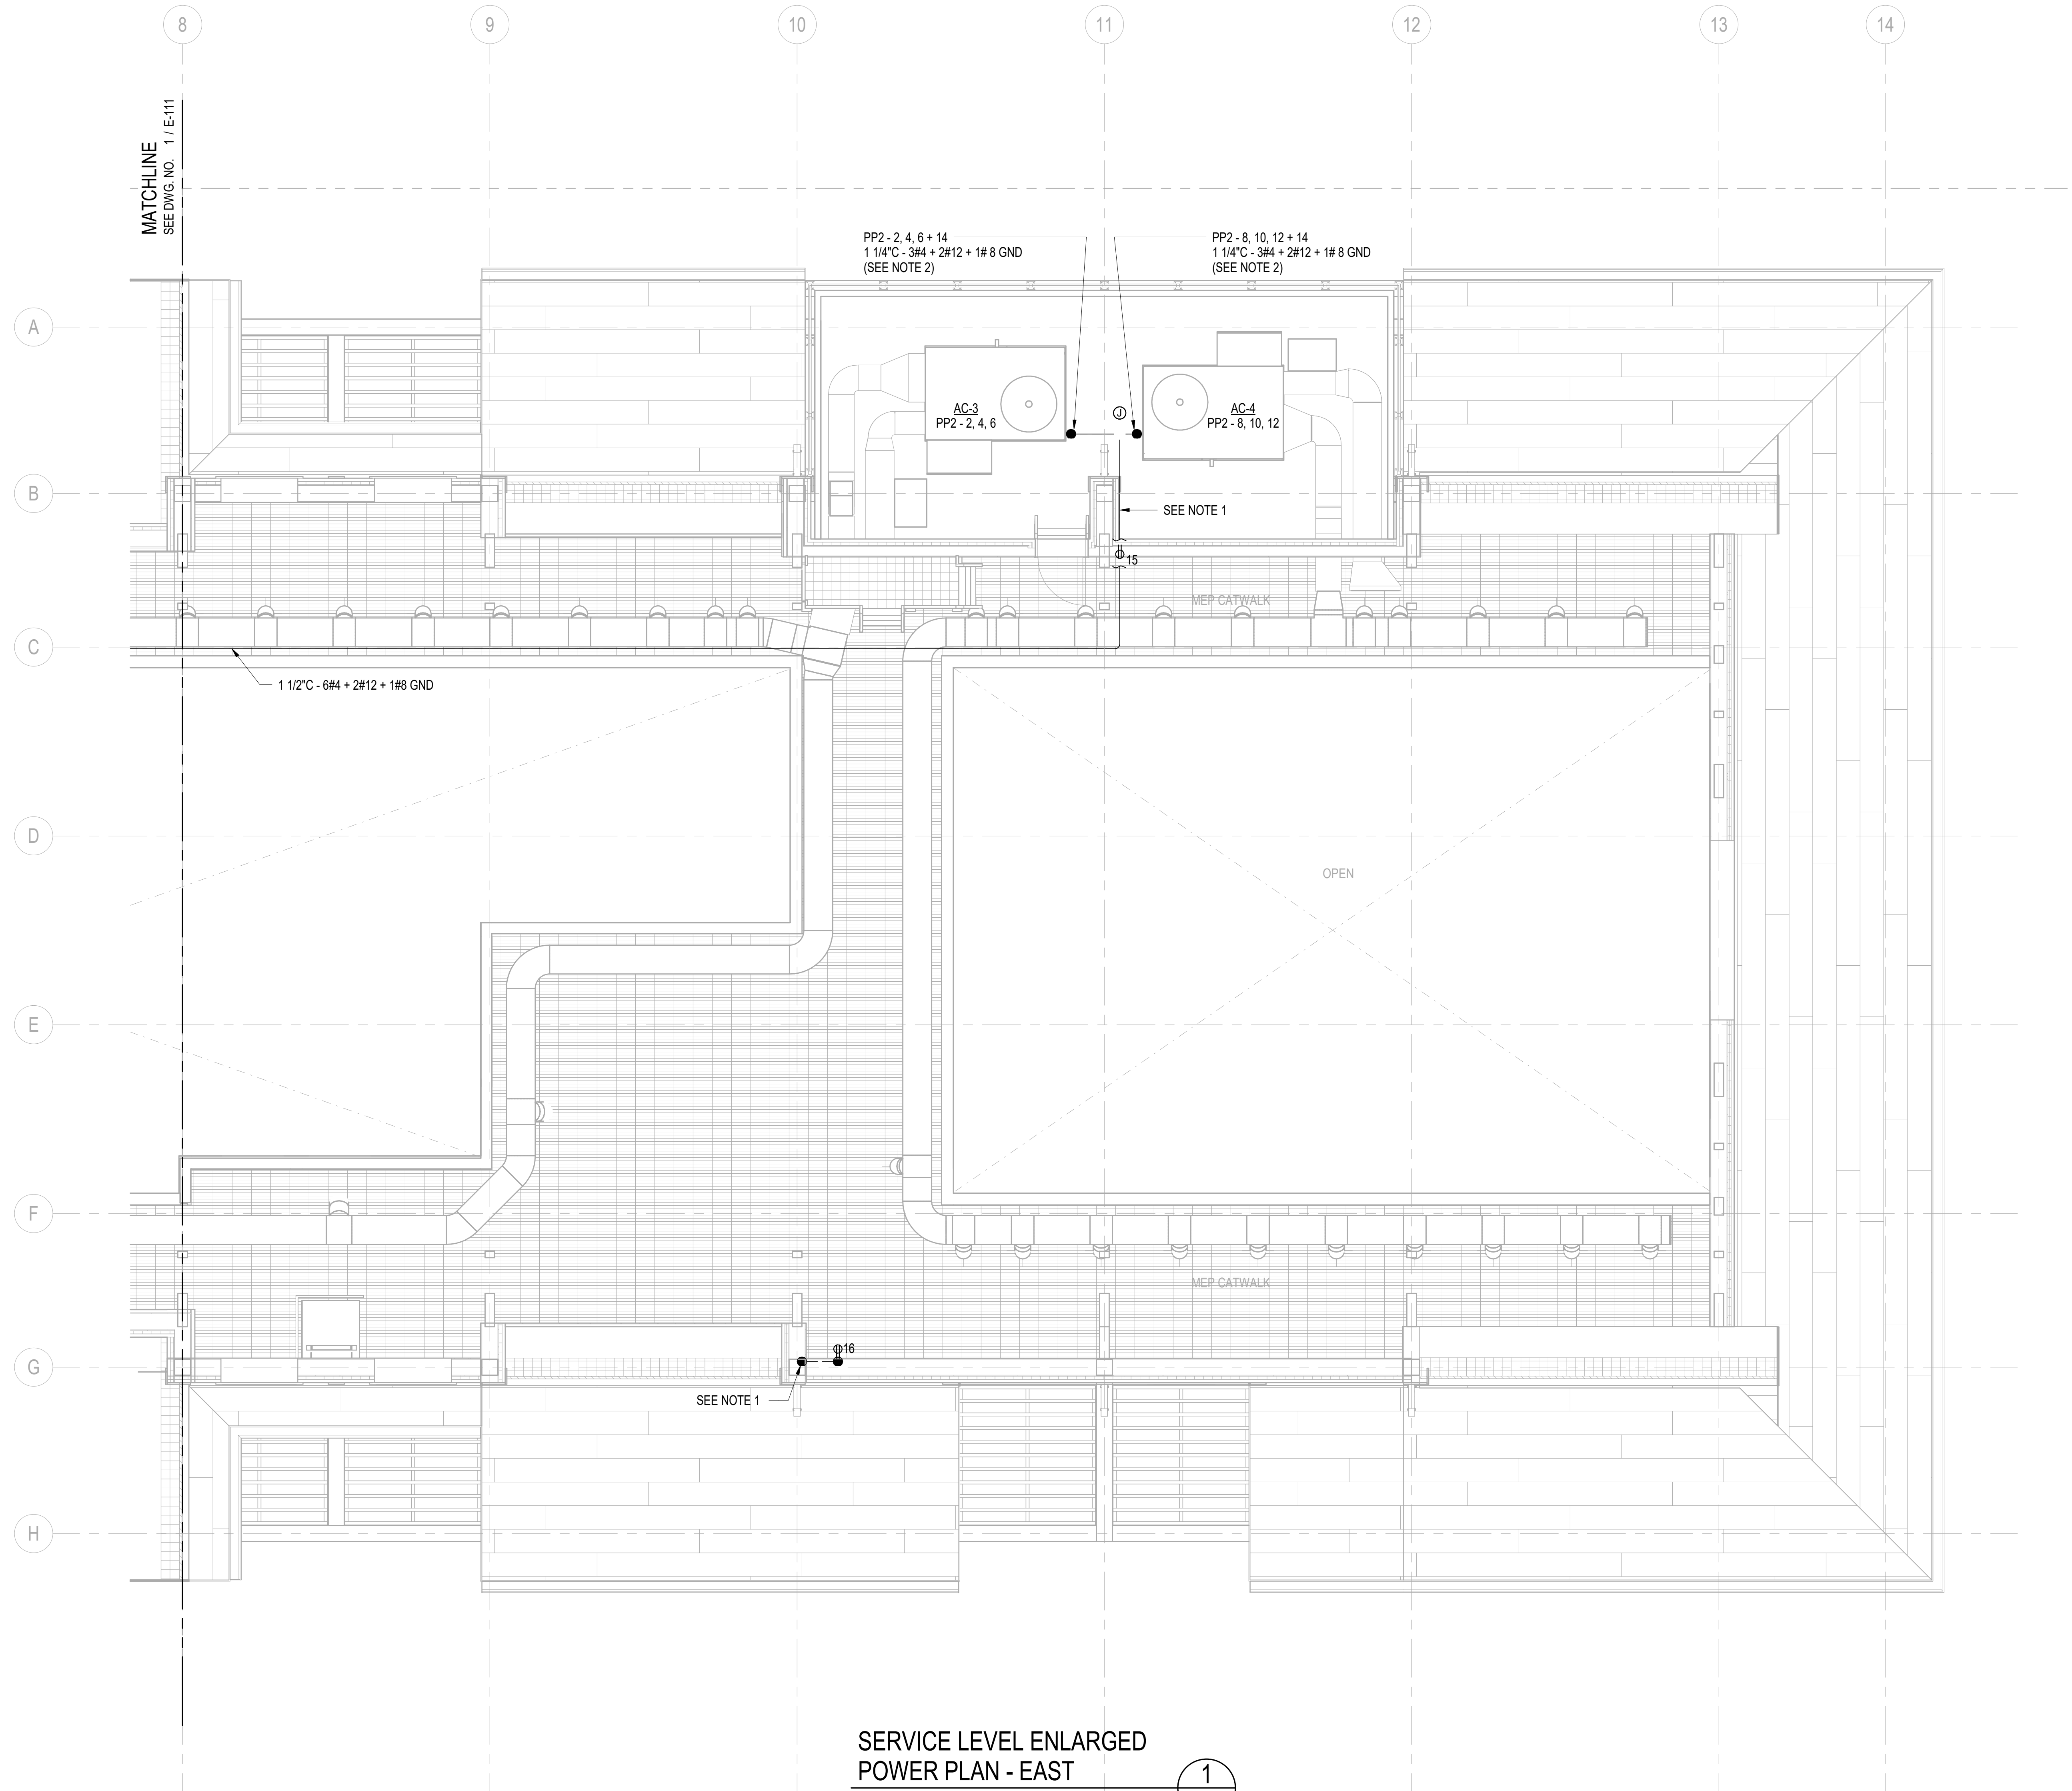 8
9
10
11
12
13
14
MATCHLINE
SEE DWG. NO. 1 / E-111
PP2 - 2, 4, 6 + 14
1 1/4"C - 3#4 + 2#12 + 1# 8 GND
(SEE NOTE 2)
PP2 - 8, 10, 12 + 14
1 1/4"C - 3#4 + 2#12 + 1# 8 GND
(SEE NOTE 2)
A
AC-3
PP2 - 2, 4, 6
J
AC-4
PP2 - 8, 10, 12
B
SEE NOTE 1
15
MEP CATWALK
C
1 1/2"C - 6#4 + 2#12 + 1#8 GND
D
OPEN
E
F
MEP CATWALK
16
G
SEE NOTE 1
H
SERVICE LEVEL ENLARGED
POWER PLAN - EAST
1